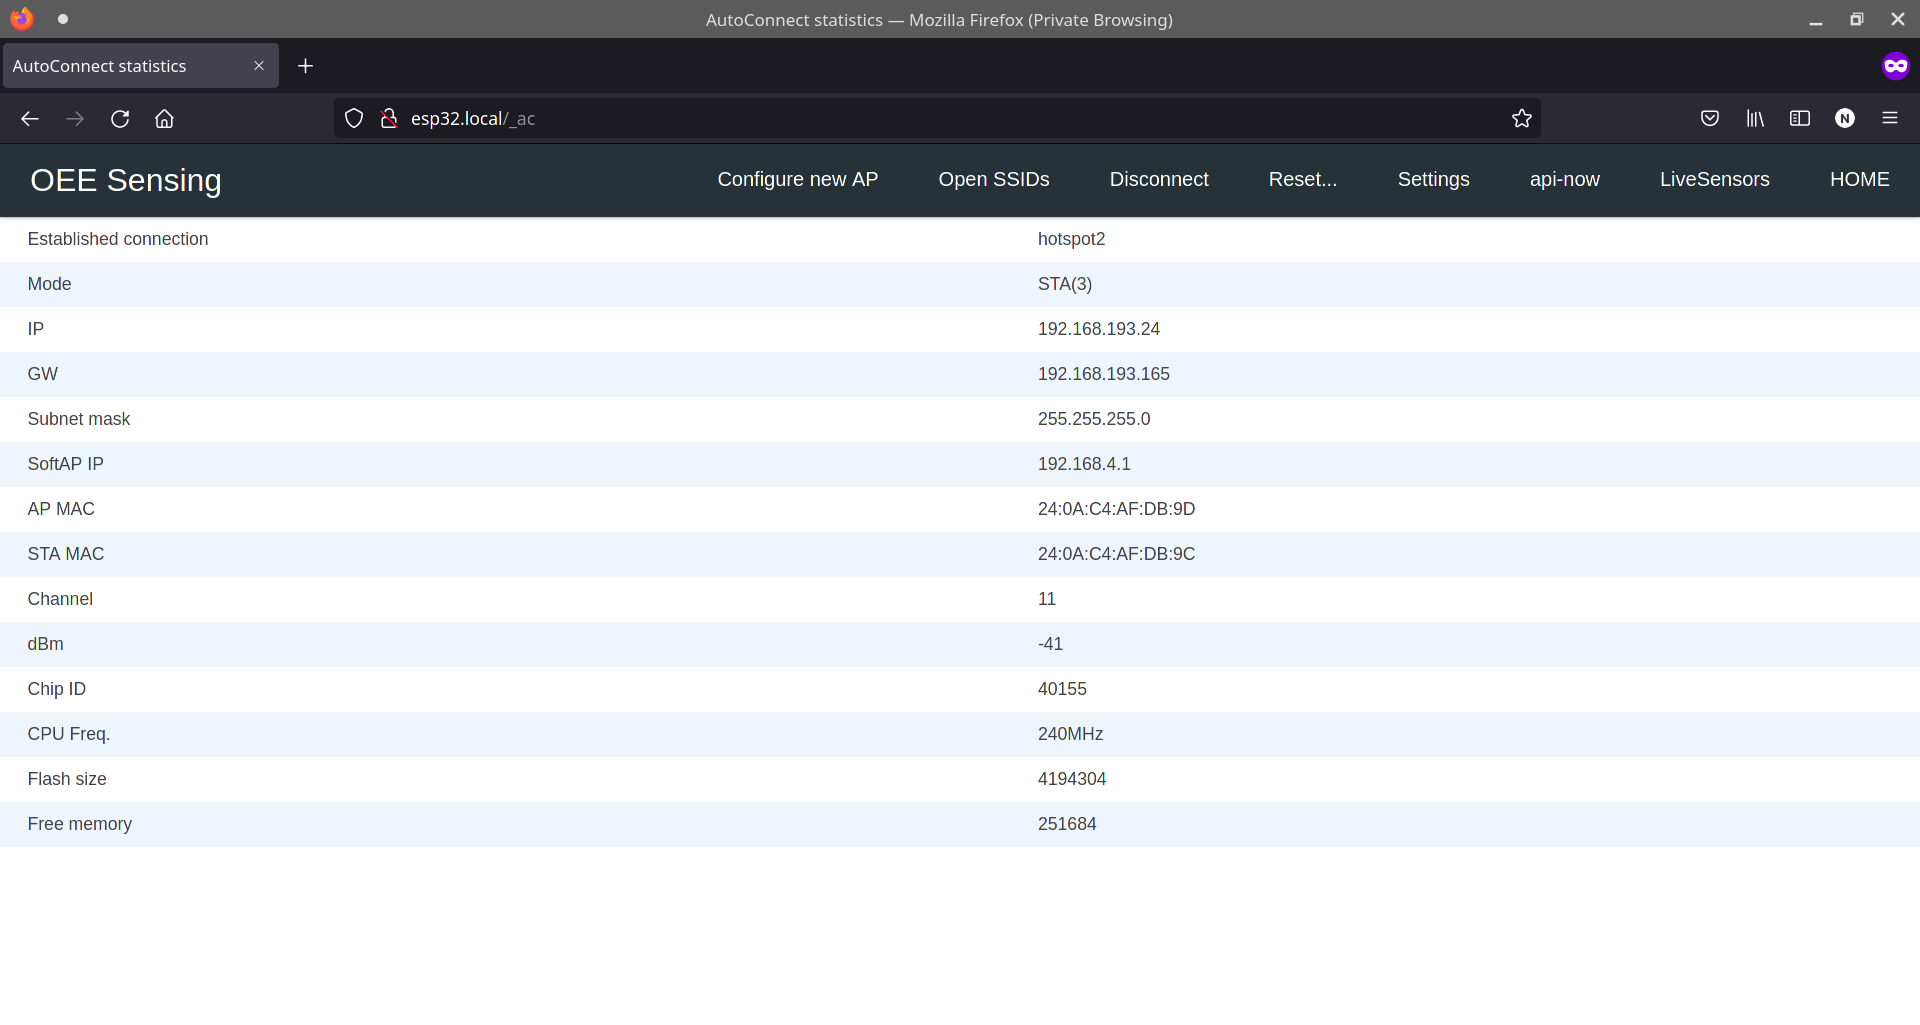 AutoConnect statistics — Mozilla Firefox (Private Browsing)
AutoConnect statistics
esp32.local/_ac
N
OEE Sensing Configure new AP Open SSIDs Disconnect Reset... Settings api-now LiveSensors HOME
Established connection hotspot2
Mode STA(3)
IP 192.168.193.24
GW 192.168.193.165
Subnet mask 255.255.255.0
SoftAP IP 192.168.4.1
AP MAC 24:0A:C4:AF:DB:9D
STA MAC 24:0A:C4:AF:DB:9C
Channel 11
dBm -41
Chip ID 40155
CPU Freq. 240MHz
Flash size 4194304
Free memory 251684